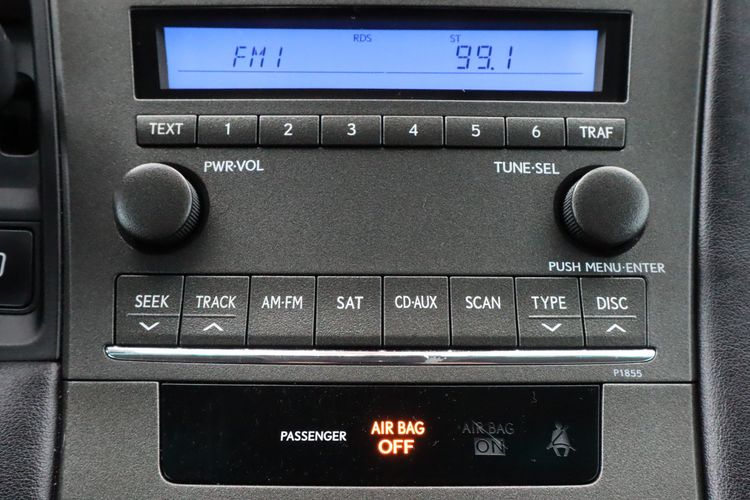 RDS ST
FM1 99.1
TEXT 1 2 3 4 5 6 TRAF
PWR·VOL TUNE·SEL
PUSH MENU·ENTER
SEEK TRACK AM·FM SAT CD·AUX SCAN TYPE DISC
P1855
PASSENGER AIR BAG OFF AIR BAG ON